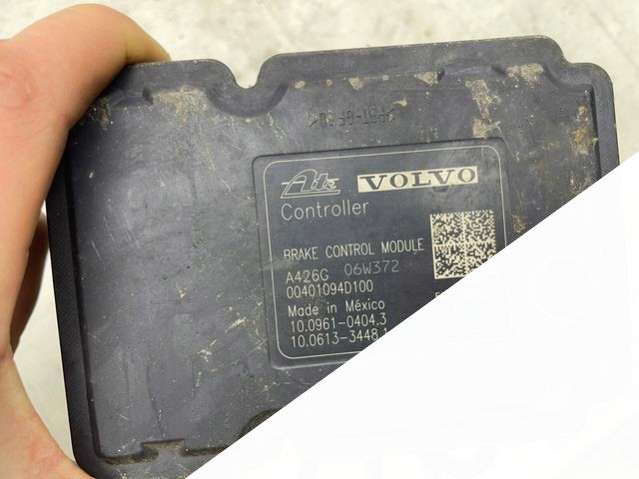 Ate VOLVO
Controller
BRAKE CONTROL MODULE
A426G 06W372
00401094D100
Made in México
10.0961-0404.3
10.0613-3448.1